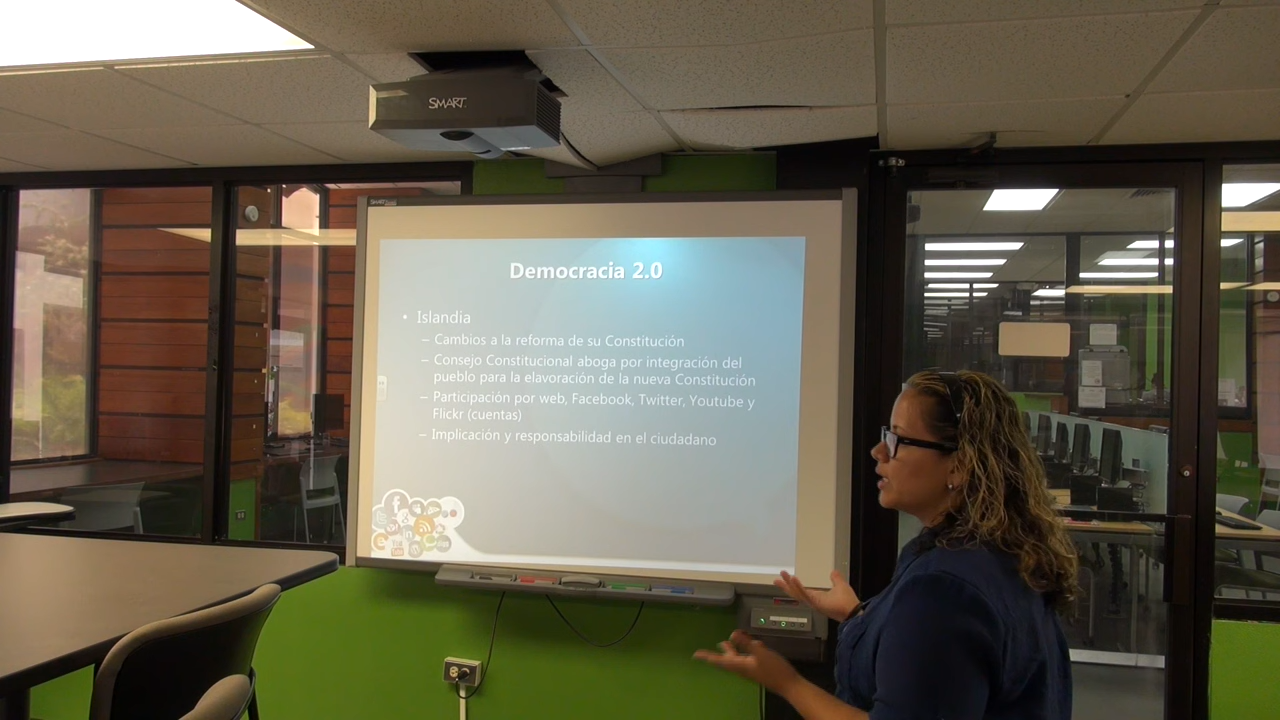 SMART
SMART
Democracia 2.0
• Islandia
– Cambios a la reforma de su Constitución
– Consejo Constitucional aboga por integración del
pueblo para la elavoración de la nueva Constitución
– Participación por web, Facebook, Twitter, Youtube y
Flickr (cuentas)
– Implicación y responsabilidad en el ciudadano